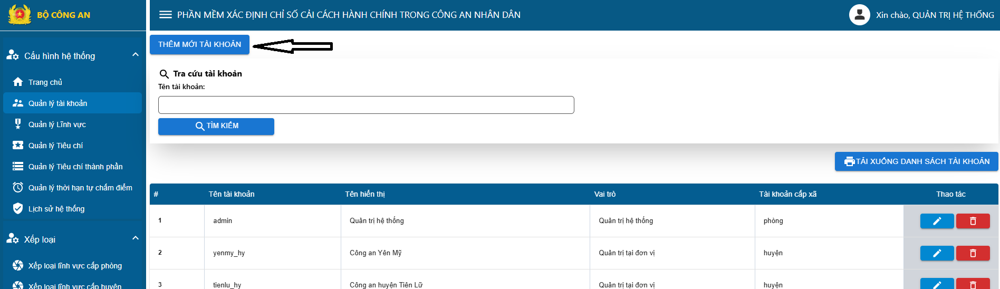 BỘ CÔNG AN
PHẦN MỀM XÁC ĐỊNH CHỈ SỐ CẢI CÁCH HÀNH CHÍNH TRONG CÔNG AN NHÂN DÂN
Xin chào, QUẢN TRỊ HỆ THỐNG
Cấu hình hệ thống
Trang chủ
Quản lý tài khoản
Quản lý Lĩnh vực
Quản lý Tiêu chí
Quản lý Tiêu chí thành phần
Quản lý thời hạn tự chấm điểm
Lịch sử hệ thống
Xếp loại
Xếp loại lĩnh vực cấp phòng
Xếp loại lĩnh vực cấp huyện
THÊM MỚI TÀI KHOẢN
Tra cứu tài khoản
Tên tài khoản:
TÌM KIẾM
TẢI XUỐNG DANH SÁCH TÀI KHOẢN
# Tên tài khoản Tên hiển thị Vai trò Tài khoản cấp xã Thao tác
1 admin Quản trị hệ thống Quản trị hệ thống phòng
2 yenmy_hy Công an Yên Mỹ Quản trị tại đơn vị huyện
3 tienlu_hy Công an huyện Tiên Lữ Quản trị tại đơn vị huyện